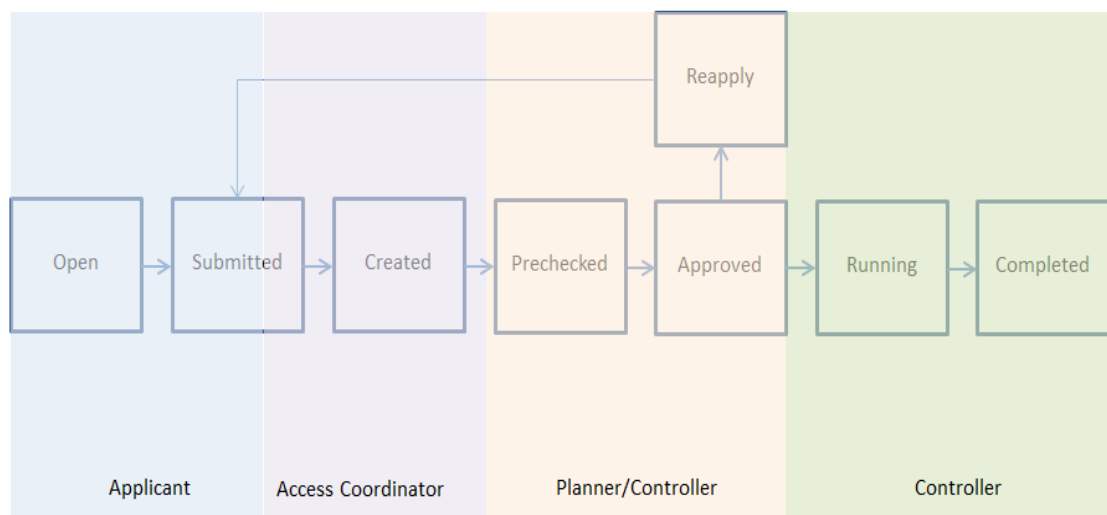 Reapply
Open
Submitted
Created
Prechecked
Approved
Running
Completed
Applicant
Access Coordinator
Planner/Controller
Controller